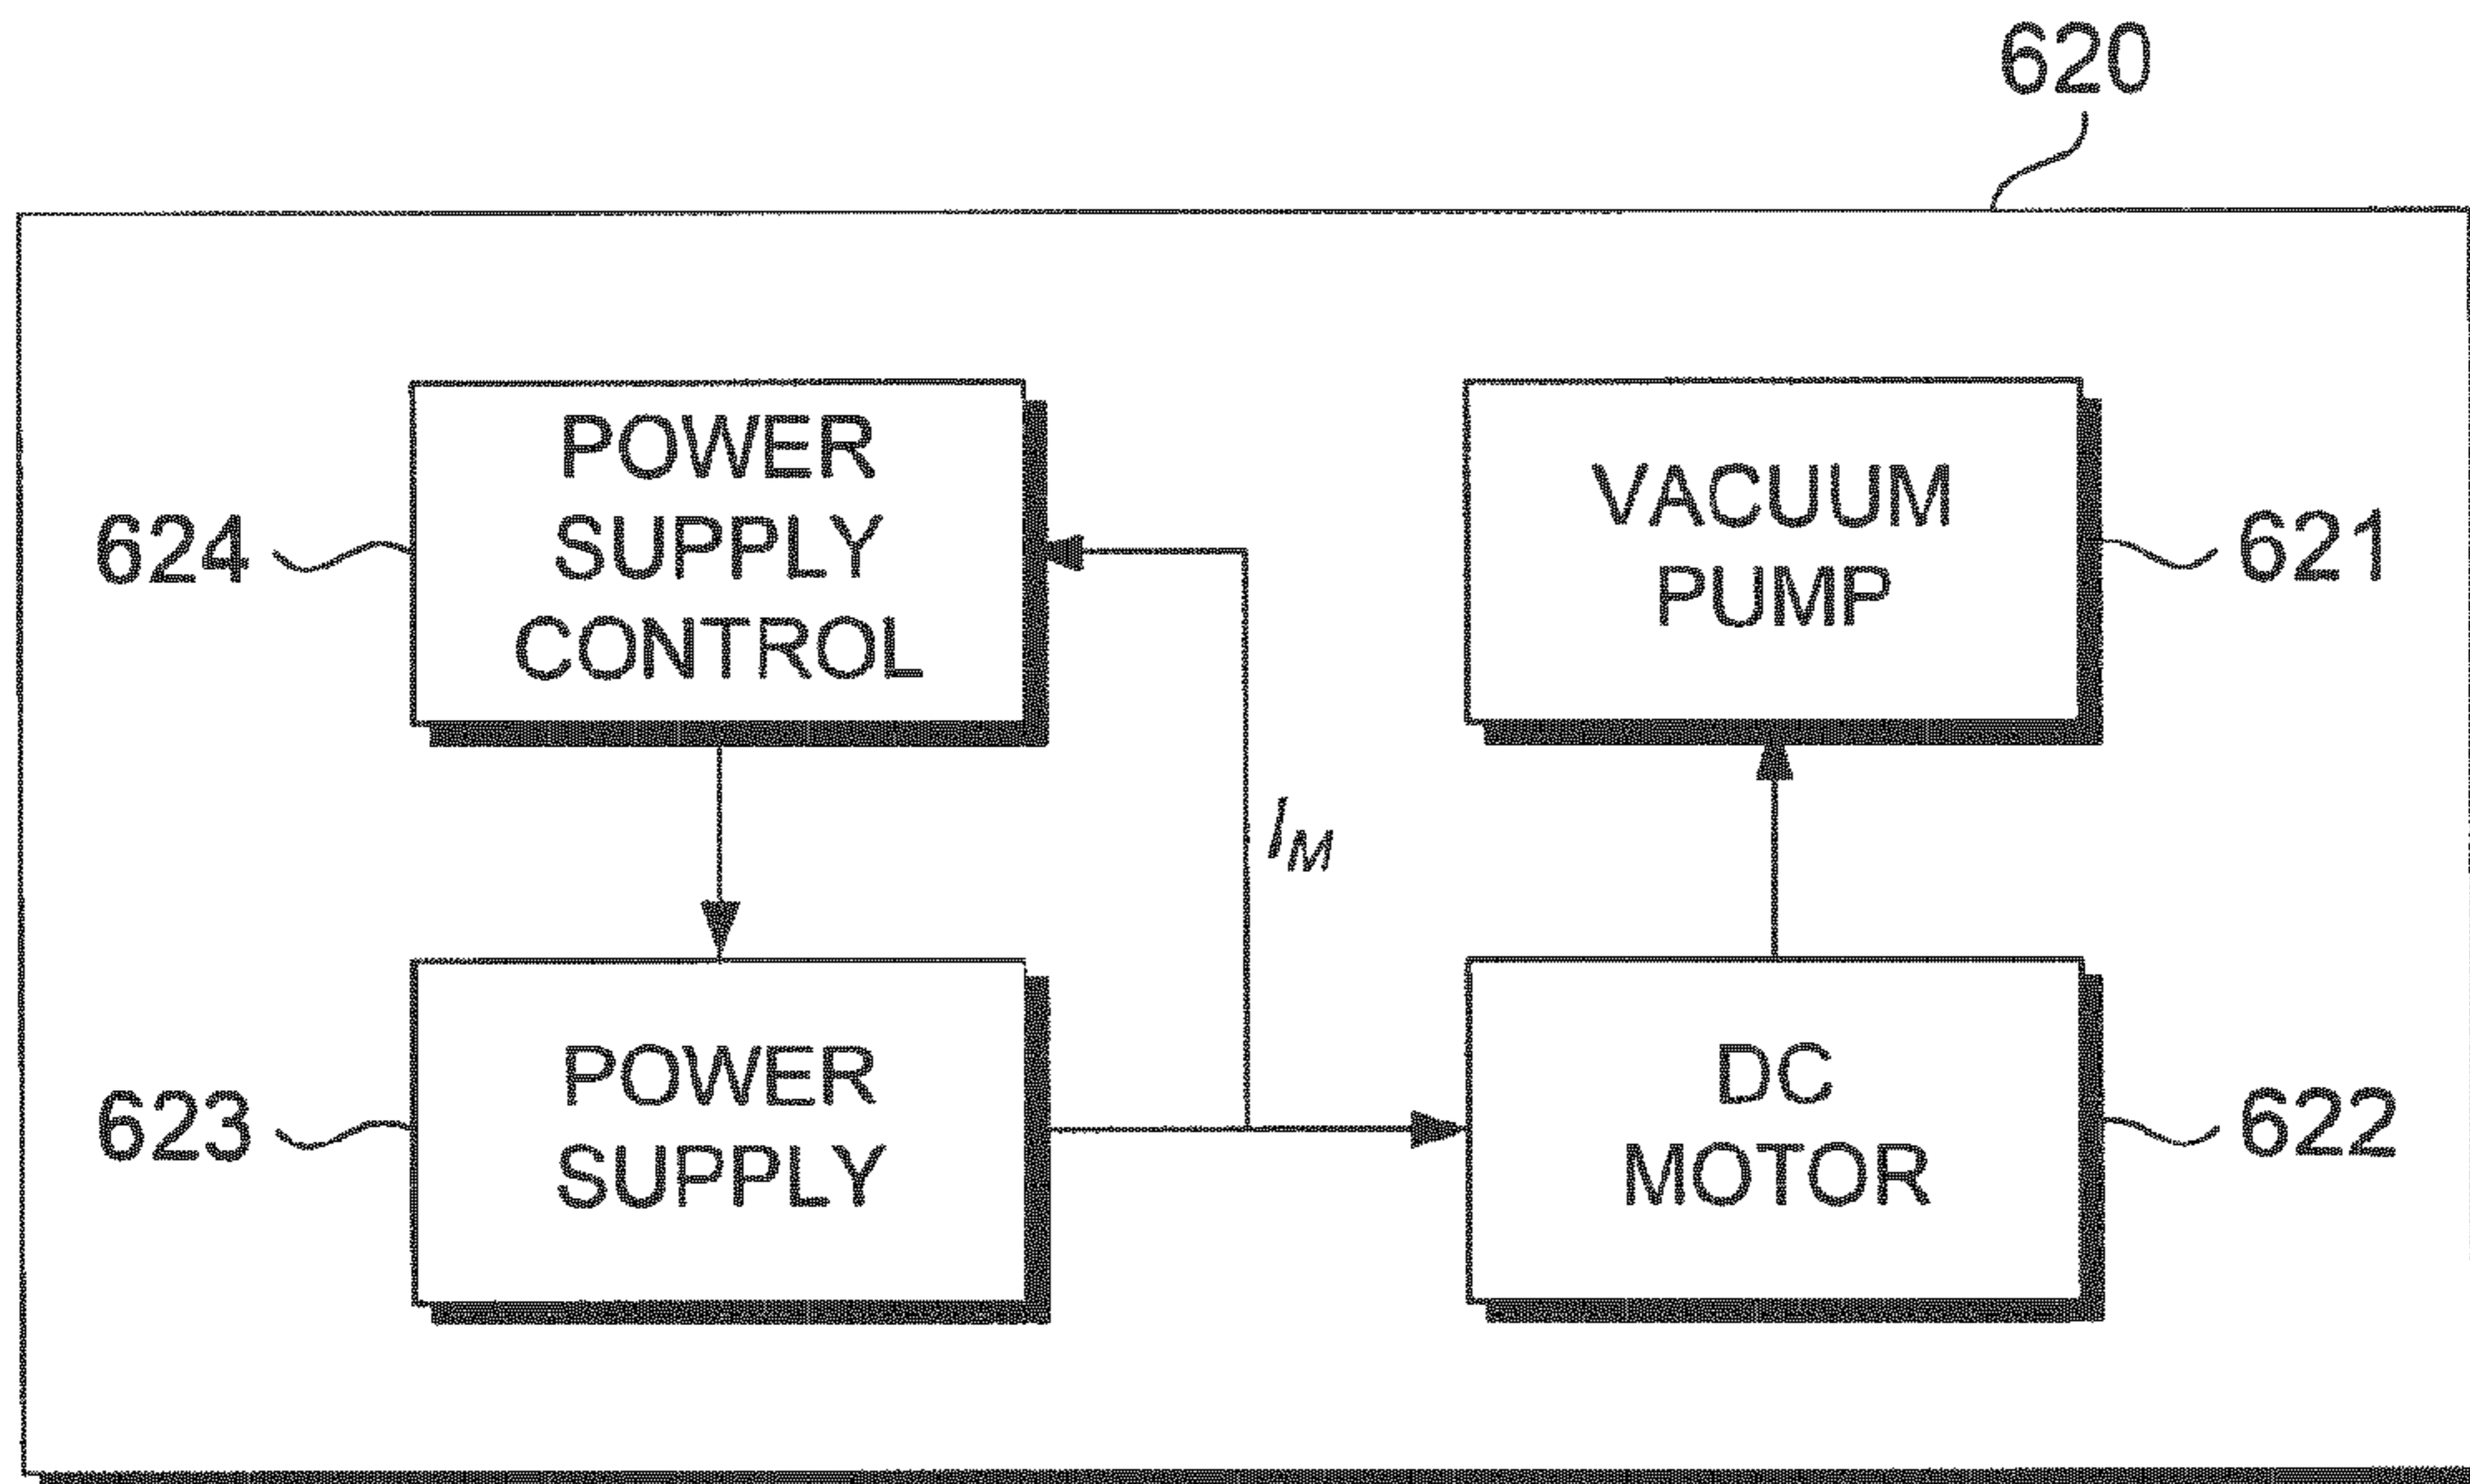 620
POWER
SUPPLY
CONTROL
624
VACUUM
PUMP
621
I_M
POWER
SUPPLY
623
DC
MOTOR
622